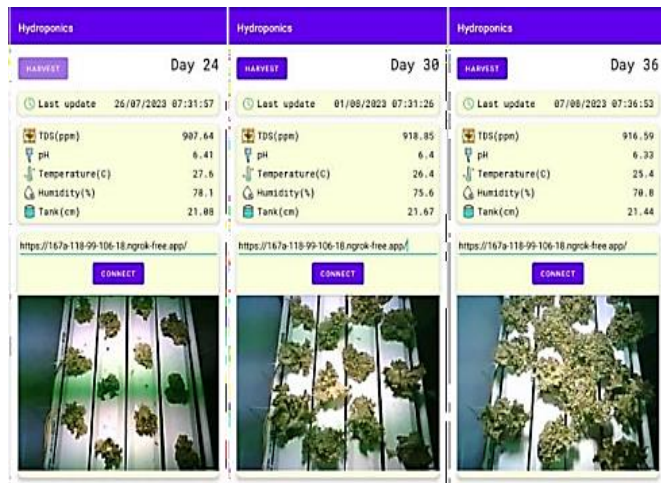 Hydroponics
HARVEST
Day 24
Last update 26/07/2023 07:31:57
TDS(ppm) 907.64
pH 6.41
Temperature(C) 27.6
Humidity(%) 78.1
Tank(cm) 21.08
https://167a-118-99-106-18.ngrok-free.app/
CONNECT
Hydroponics
HARVEST
Day 30
Last update 01/08/2023 07:31:26
TDS(ppm) 918.85
pH 6.4
Temperature(C) 26.4
Humidity(%) 75.6
Tank(cm) 21.67
https://167a-118-99-106-18.ngrok-free.app/
CONNECT
Hydroponics
HARVEST
Day 36
Last update 07/08/2023 07:36:53
TDS(ppm) 916.59
pH 6.33
Temperature(C) 25.4
Humidity(%) 70.8
Tank(cm) 21.44
https://167a-118-99-106-18.ngrok-free.app/
CONNECT